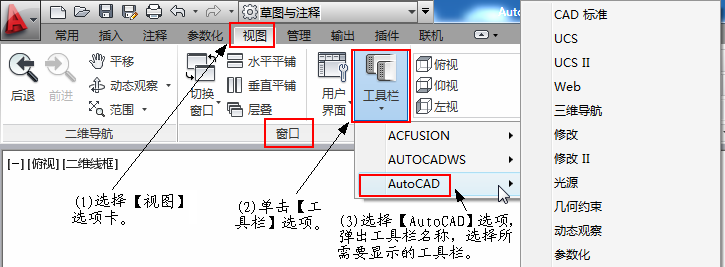 草图与注释
Auto
常用 插入 注释 参数化 视图 管理 输出 插件 联机
后退
前进
平移
动态观察
范围
二维导航
切换
窗口
水平平铺
垂直平铺
层叠
窗口
用户
界面
工具栏
俯视
仰视
左视
ACFUSION
AUTOCADWS
AutoCAD
CAD 标准
UCS
UCS II
Web
三维导航
修改
修改 II
光源
几何约束
动态观察
参数化
[−] [俯视] [二维线框]
(1)选择【视图】
选项卡。
(2)单击【工
具栏】选项。
(3)选择【AutoCAD】选项,
弹出工具栏名称，选择所
需要显示的工具栏。